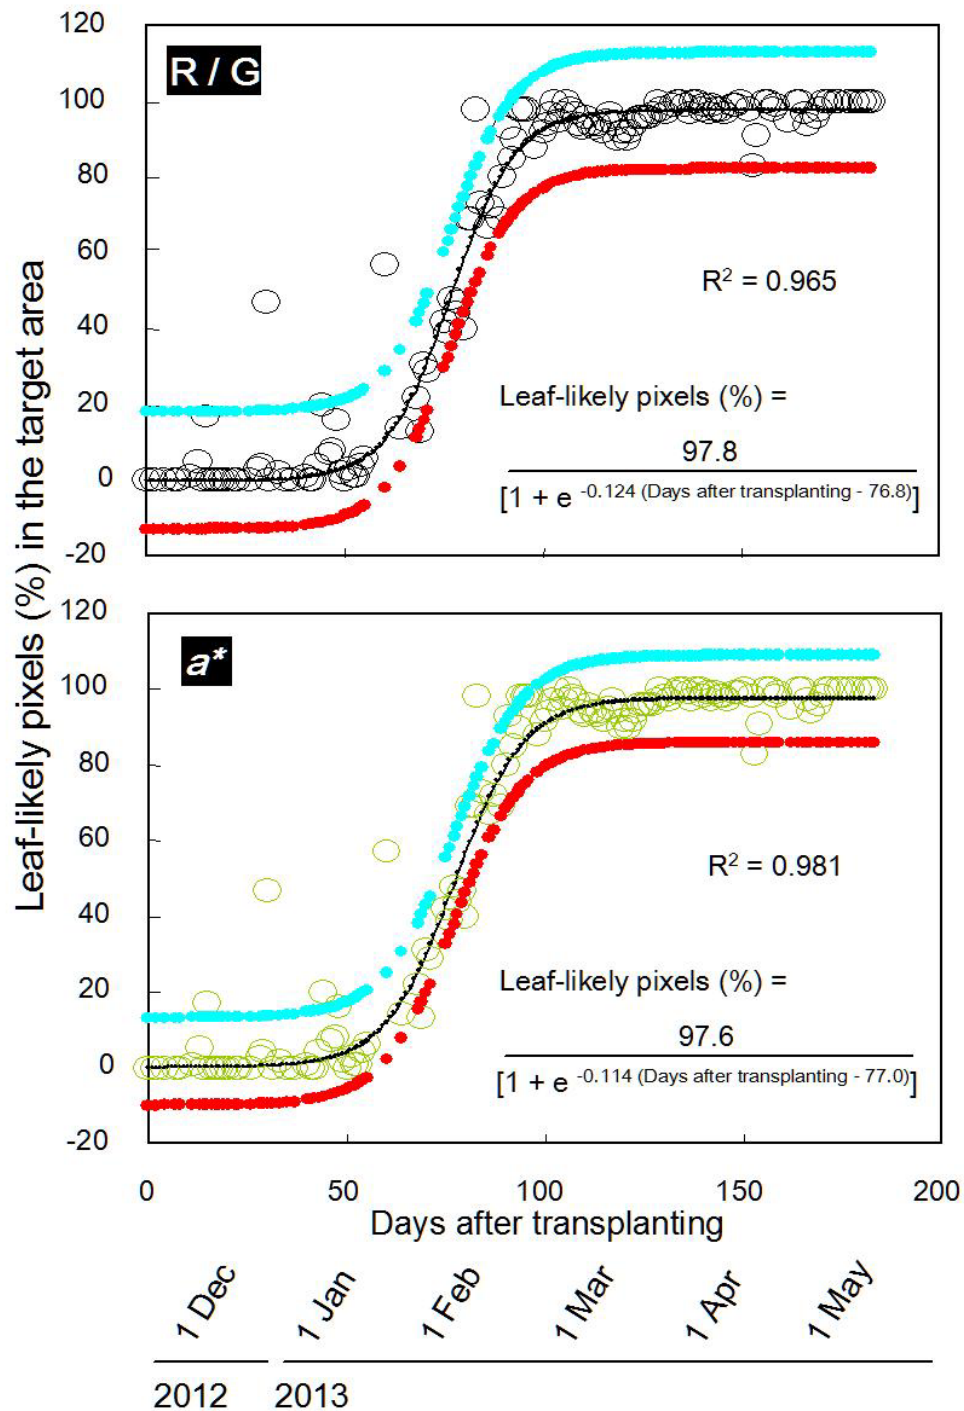 Leaf-likely pixels (%) in the target area
120
R / G
100
80
60
R² = 0.965
40
20
Leaf-likely pixels (%) =
97.8
0
[1 + e -0.124 (Days after transplanting - 76.8)]
-20
120
a*
100
80
60
R² = 0.981
40
20
Leaf-likely pixels (%) =
97.6
0
[1 + e -0.114 (Days after transplanting - 77.0)]
-20
0 50 100 150 200
Days after transplanting
1 Dec 1 Jan 1 Feb 1 Mar 1 Apr 1 May
2012 2013